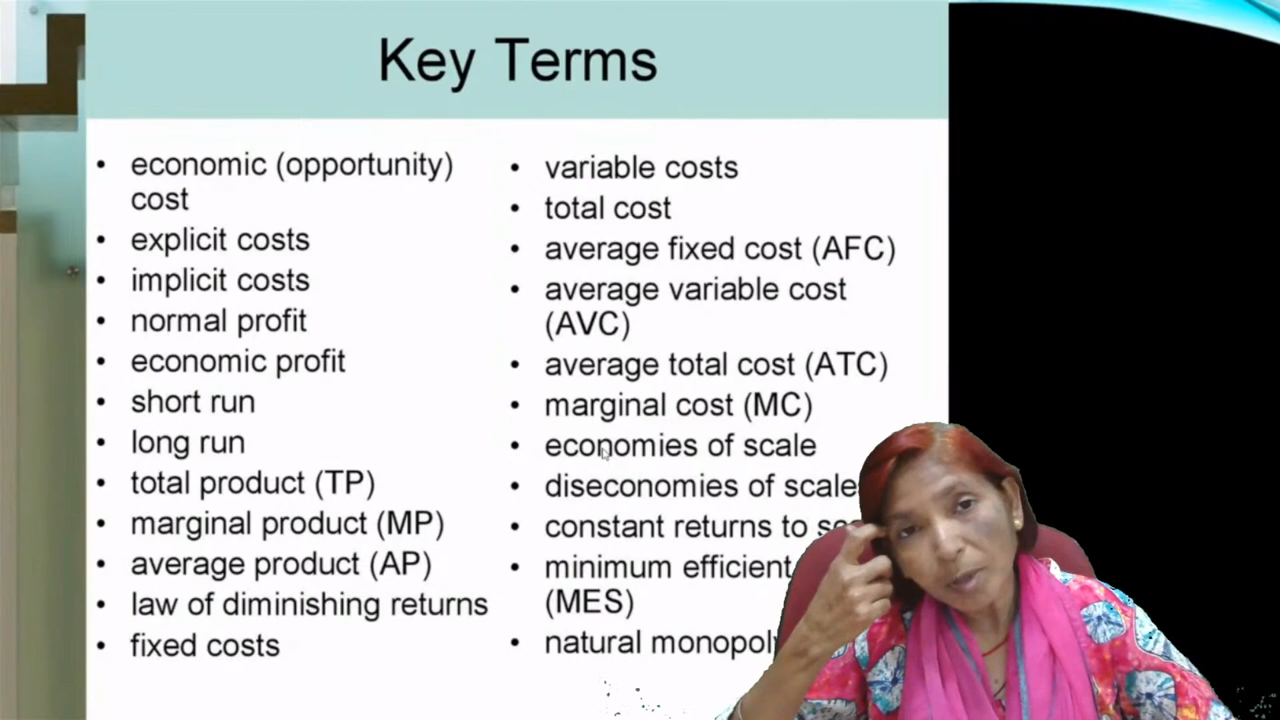 Key Terms
economic (opportunity)
cost
explicit costs
implicit costs
normal profit
economic profit
short run
long run
total product (TP)
marginal product (MP)
average product (AP)
law of diminishing returns
fixed costs
variable costs
total cost
average fixed cost (AFC)
average variable cost
(AVC)
average total cost (ATC)
marginal cost (MC)
economies of scale
diseconomies of scale
constant returns to
minimum efficient
(MES)
natural